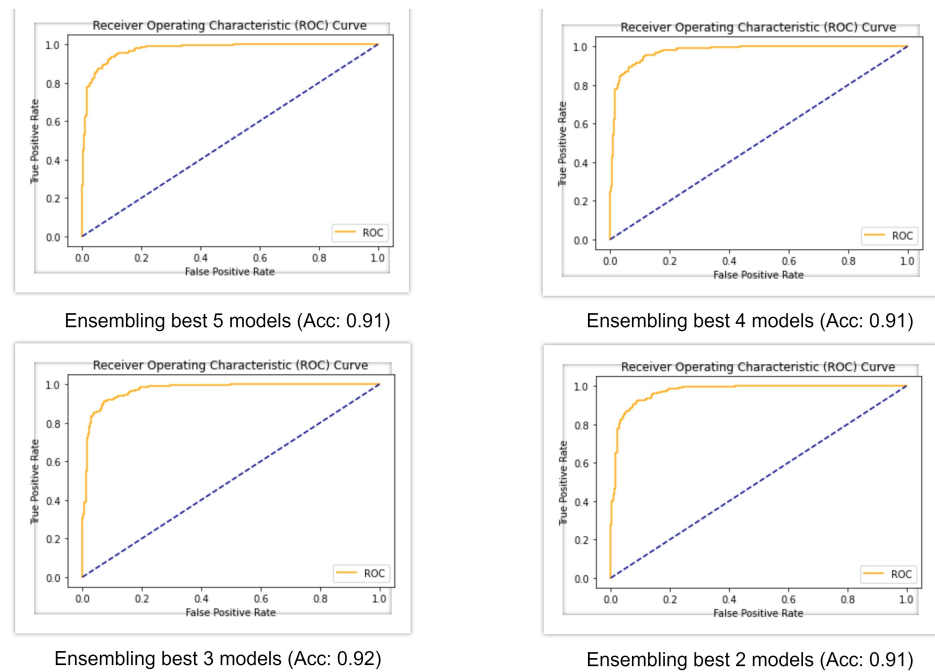 Receiver Operating Characteristic (ROC) Curve
True Positive Rate
1.0
0.8
0.6
0.4
0.2
0.0
ROC
0.0 0.2 0.4 0.6 0.8 1.0
False Positive Rate
Ensembling best 5 models (Acc: 0.91)
Receiver Operating Characteristic (ROC) Curve
True Positive Rate
1.0
0.8
0.6
0.4
0.2
0.0
ROC
0.0 0.2 0.4 0.6 0.8 1.0
False Positive Rate
Ensembling best 4 models (Acc: 0.91)
Receiver Operating Characteristic (ROC) Curve
True Positive Rate
1.0
0.8
0.6
0.4
0.2
0.0
ROC
0.0 0.2 0.4 0.6 0.8 1.0
False Positive Rate
Ensembling best 3 models (Acc: 0.92)
Receiver Operating Characteristic (ROC) Curve
True Positive Rate
1.0
0.8
0.6
0.4
0.2
0.0
ROC
0.0 0.2 0.4 0.6 0.8 1.0
False Positive Rate
Ensembling best 2 models (Acc: 0.91)